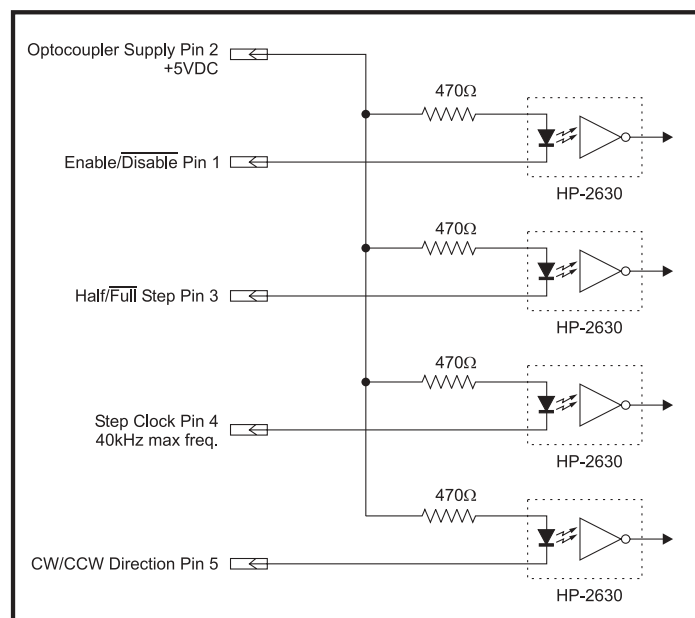 Optocoupler Supply Pin 2
+5VDC
470Ω
Enable/Disable Pin 1
HP-2630
470Ω
Half/Full Step Pin 3
HP-2630
470Ω
Step Clock Pin 4
40kHz max freq.
HP-2630
470Ω
CW/CCW Direction Pin 5
HP-2630